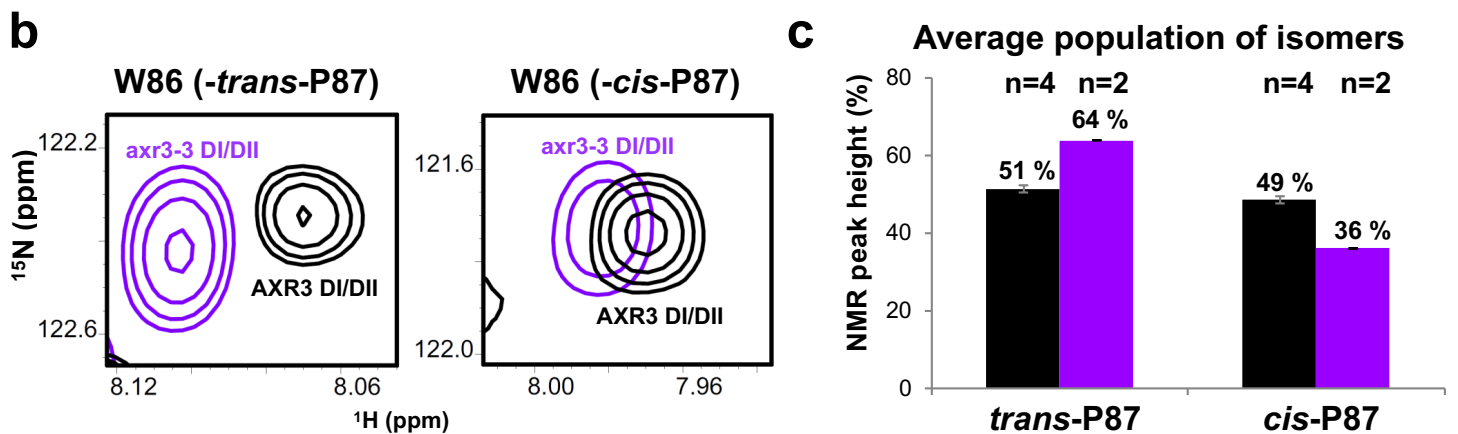 b
W86 (-trans-P87)
W86 (-cis-P87)
15N (ppm)
122.2
122.6
axr3-3 DI/DII
AXR3 DI/DII
8.12
8.06
121.6
122.0
axr3-3 DI/DII
AXR3 DI/DII
8.00
7.96
1H (ppm)
c
Average population of isomers
NMR peak height (%)
80
60
40
20
0
n=4 n=2
n=4 n=2
51 %
64 %
49 %
36 %
trans-P87
cis-P87